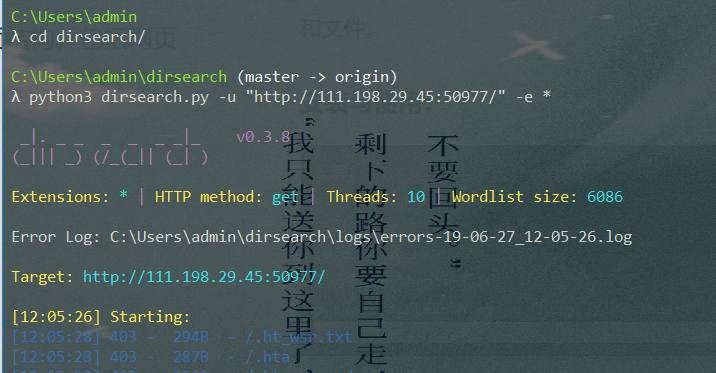 和文件
C:\Users\admin
λ cd dirsearch/
C:\Users\admin\dirsearch (master -> origin)
λ python3 dirsearch.py -u "http://111.198.29.45:50977/" -e *
v0.3.8
Extensions: * | HTTP method: get | Threads: 10 | Wordlist size: 6086
Error Log: C:\Users\admin\dirsearch\logs\errors-19-06-27_12-05-26.log
Target: http://111.198.29.45:50977/
[12:05:26] Starting:
[12:05:28] 403 - 294B - /.ht_wsr.txt
[12:05:28] 403 - 287B - /.hta
不要回头。”
剩下的路你要自己走
“我只能送你到这里了，